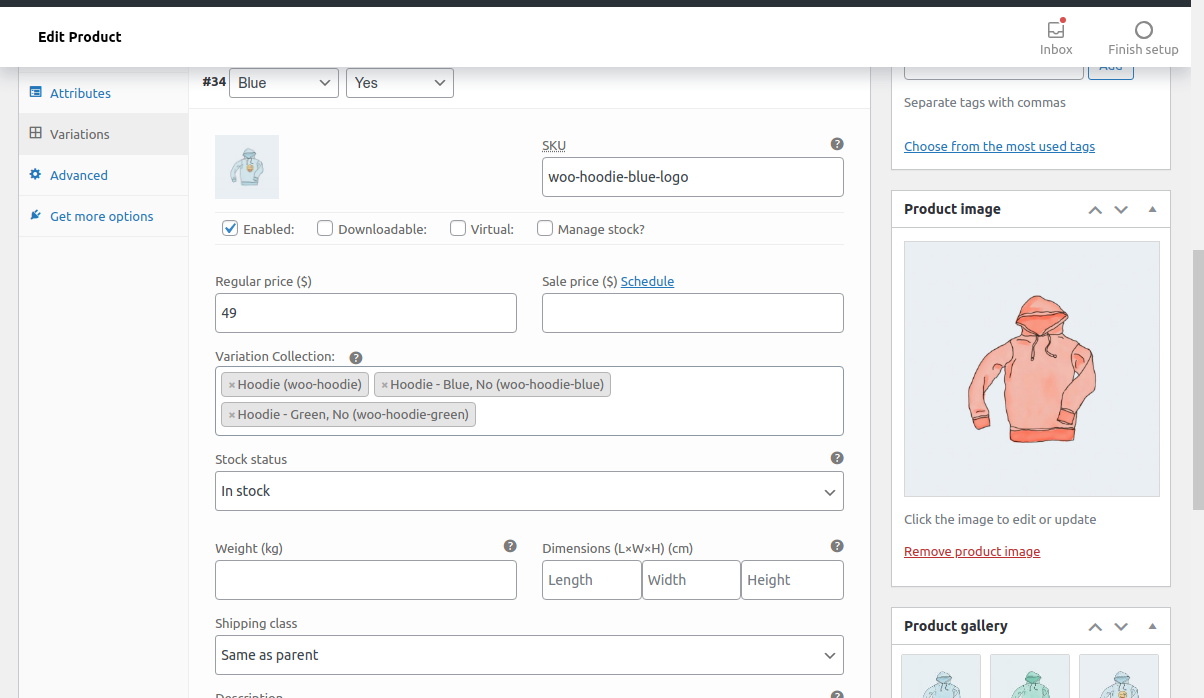 Edit Product
Inbox
Finish setup
Attributes
Variations
Advanced
Get more options
#34 Blue Yes
SKU
woo-hoodie-blue-logo
Enabled: Downloadable: Virtual: Manage stock?
Regular price ($)
49
Sale price ($) Schedule
Variation Collection:
× Hoodie (woo-hoodie) × Hoodie - Blue, No (woo-hoodie-blue)
× Hoodie - Green, No (woo-hoodie-green)
Stock status
In stock
Weight (kg)
Dimensions (L×W×H) (cm)
Length Width Height
Shipping class
Same as parent
Description
Add
Separate tags with commas
Choose from the most used tags
Product image
Click the image to edit or update
Remove product image
Product gallery